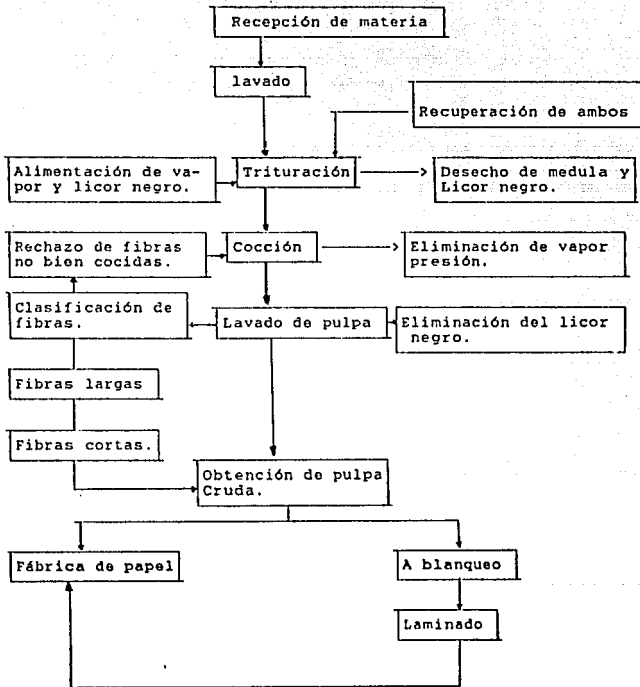 Recepción de materia
lavado
Recuperación de ambos
Alimentación de va-
por y licor negro.
Trituración
Desecho de medula y
Licor negro.
Rechazo de fibras
no bien cocidas.
Cocción
Eliminación de vapor
presión.
Clasificación de
fibras.
Lavado de pulpa
Eliminación del licor
negro.
Fibras largas
Fibras cortas.
Obtención de pulpa
Cruda.
Fábrica de papel
A blanqueo
Laminado